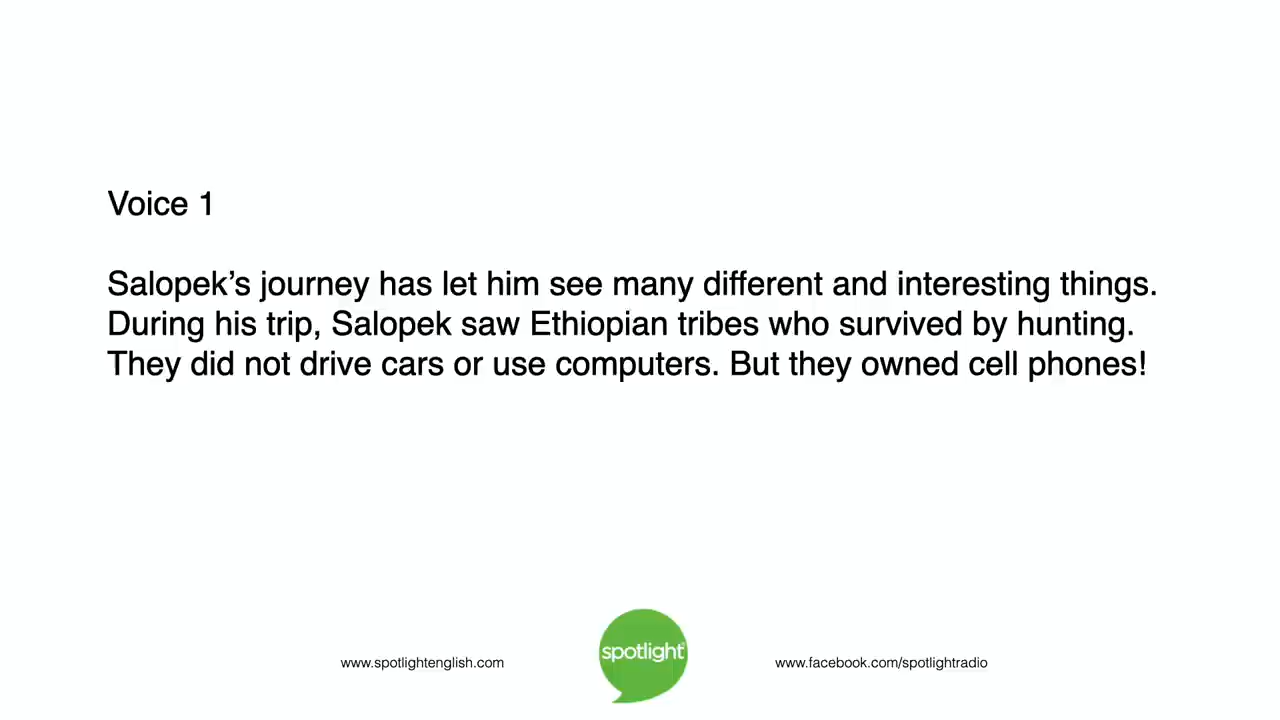 Voice 1
Salopek’s journey has let him see many different and interesting things.
During his trip, Salopek saw Ethiopian tribes who survived by hunting.
They did not drive cars or use computers. But they owned cell phones!
spotlight
www.spotlightenglish.com
www.facebook.com/spotlightradio